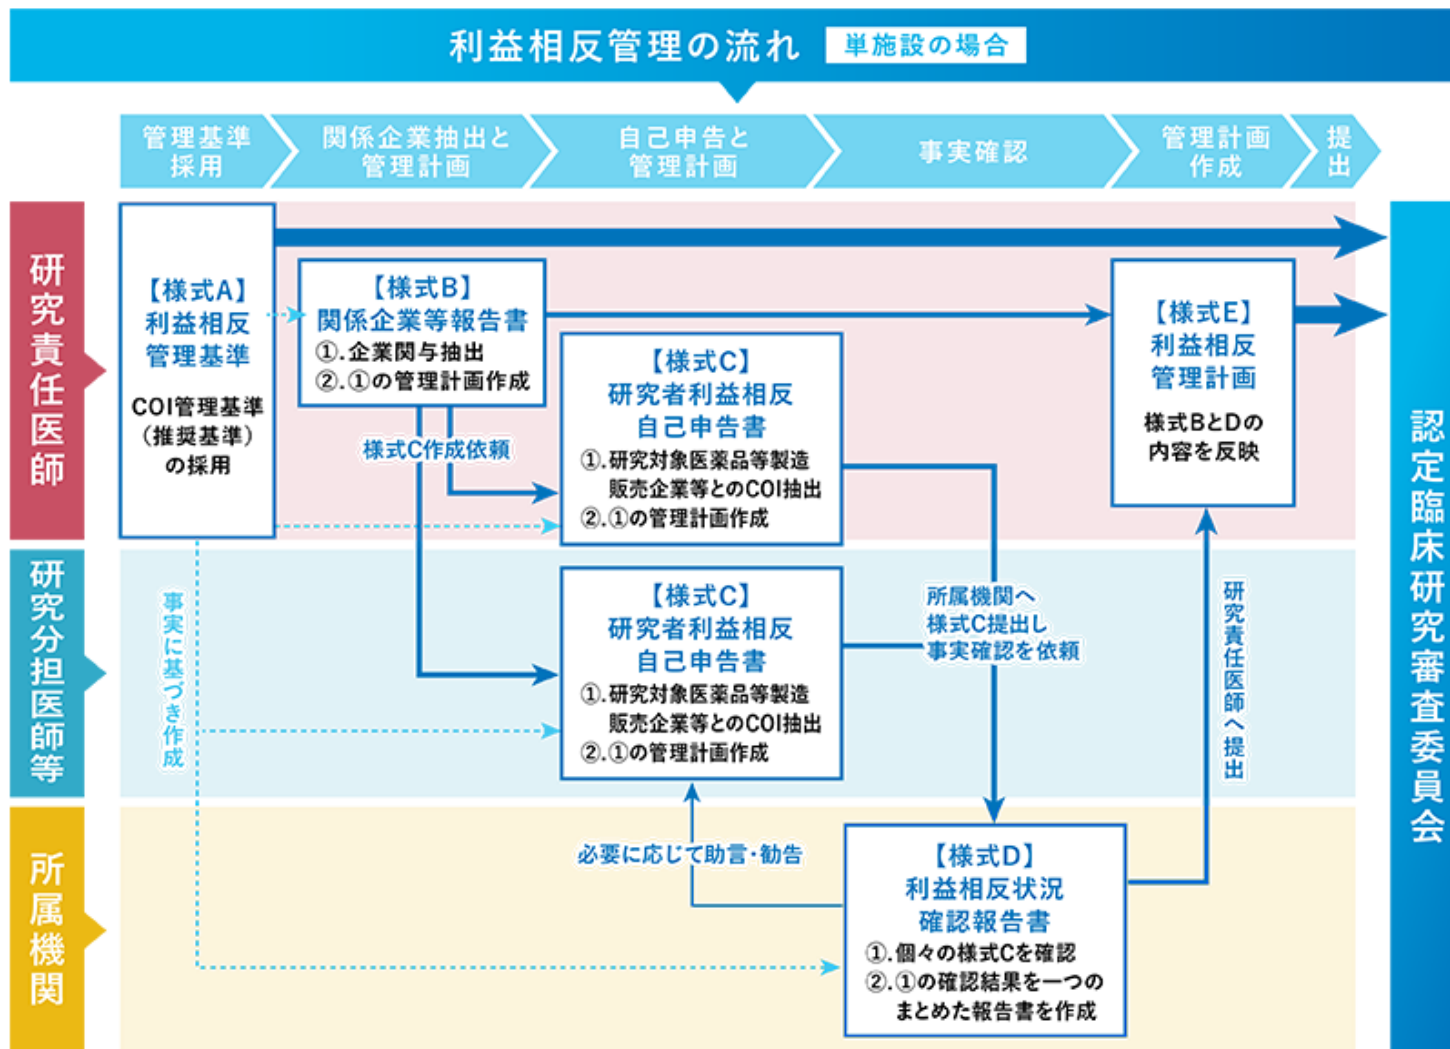 利益相反管理の流れ 単施設の場合
管理基準
採用
関係企業抽出と
管理計画
自己申告と
管理計画
事実確認
管理計画
作成
提出
研究責任医師
【様式A】
利益相反
管理基準
COI管理基準
（推奨基準）
の採用
【様式B】
関係企業等報告書
①.企業関与抽出
②.①の管理計画作成
様式C作成依頼
【様式C】
研究者利益相反
自己申告書
①.研究対象医薬品等製造
販売企業等とのCOI抽出
②.①の管理計画作成
【様式E】
利益相反
管理計画
様式BとDの
内容を反映
認定臨床研究審査委員会
研究分担医師等
事実に基づき作成
【様式C】
研究者利益相反
自己申告書
①.研究対象医薬品等製造
販売企業等とのCOI抽出
②.①の管理計画作成
所属機関へ
様式C提出し
事実確認を依頼
研究責任医師へ提出
所属機関
必要に応じて助言・勧告
【様式D】
利益相反状況
確認報告書
①.個々の様式Cを確認
②.①の確認結果を一つの
まとめた報告書を作成